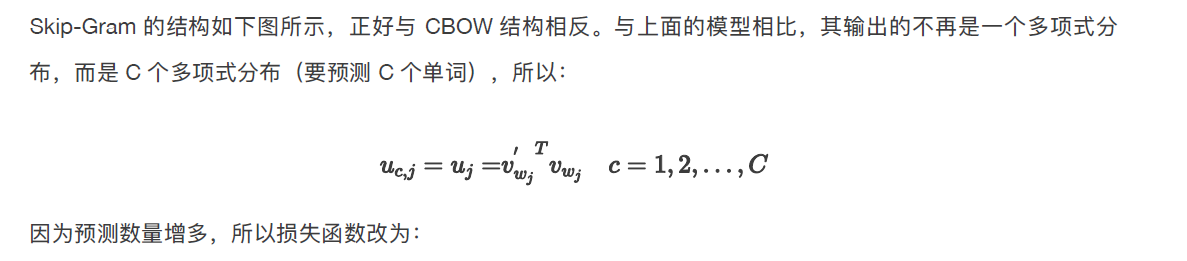 Skip-Gram 的结构如下图所示，正好与 CBOW 结构相反。与上面的模型相比，其输出的不再是一个多项式分
布，而是 C 个多项式分布（要预测 C 个单词），所以：
u_{c,j} = u_j = v'_{w_j}^T v_{w_j} c = 1, 2, . . . , C
因为预测数量增多，所以损失函数改为：